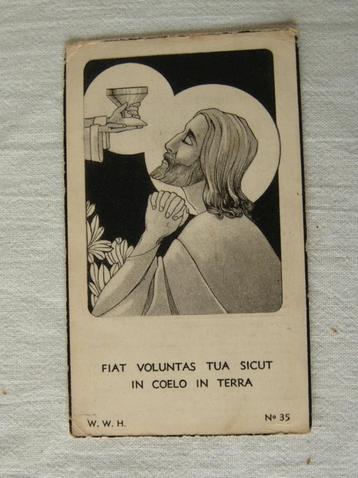 FIAT VOLUNTAS TUA SICUT
IN COELO IN TERRA
W. W. H. Nº 35